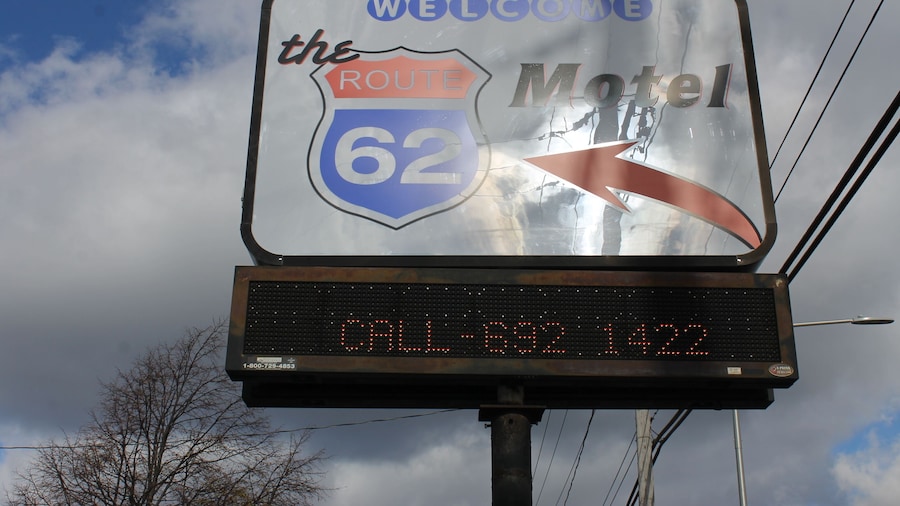 WELCOME
the
ROUTE
62
Motel
CALL-692 1422
1-800-729-4853